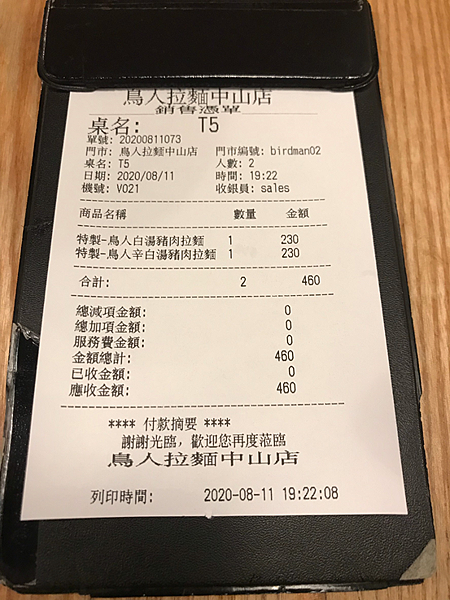 鳥人拉麵中山店
銷售憑單
桌名: T5
單號: 20200811073
門市: 鳥人拉麵中山店 門市編號: birdman02
桌名: T5 人數: 2
日期: 2020/08/11 時間: 19:22
機號: V021 收銀員: sales
商品名稱 數量 金額
特製-鳥人白湯豬肉拉麵 1 230
特製-鳥人辛白湯豬肉拉麵 1 230
合計: 2 460
總減項金額: 0
總加項金額: 0
服務費金額: 0
金額總計: 460
已收金額: 0
應收金額: 460
**** 付款摘要 ****
謝謝光臨，歡迎您再度蒞臨
鳥人拉麵中山店
列印時間: 2020-08-11 19:22:08